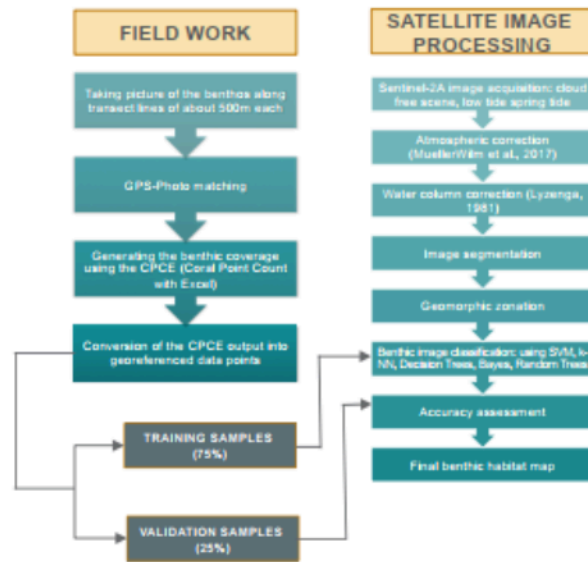 FIELD WORK
Taking picture of the benthos along
transect lines of about 500m each
GPS-Photo matching
Generating the benthic coverage
using the CPCE (Coral Point Count
with Excel)
Conversion of the CPCE output into
georeferenced data points
TRAINING SAMPLES
(75%)
VALIDATION SAMPLES
(25%)
SATELLITE IMAGE
PROCESSING
Sentinel-2A image acquisition: cloud
free scene, low tide spring tide
Atmospheric correction
(MuellerWilm et al., 2017)
Water column correction (Lyzenga,
1981)
Image segmentation
Geomorphic zonation
Benthic image classification: using SVM, k-
NN, Decision Trees, Bayes, Random Trees
Accuracy assessment
Final benthic habitat map